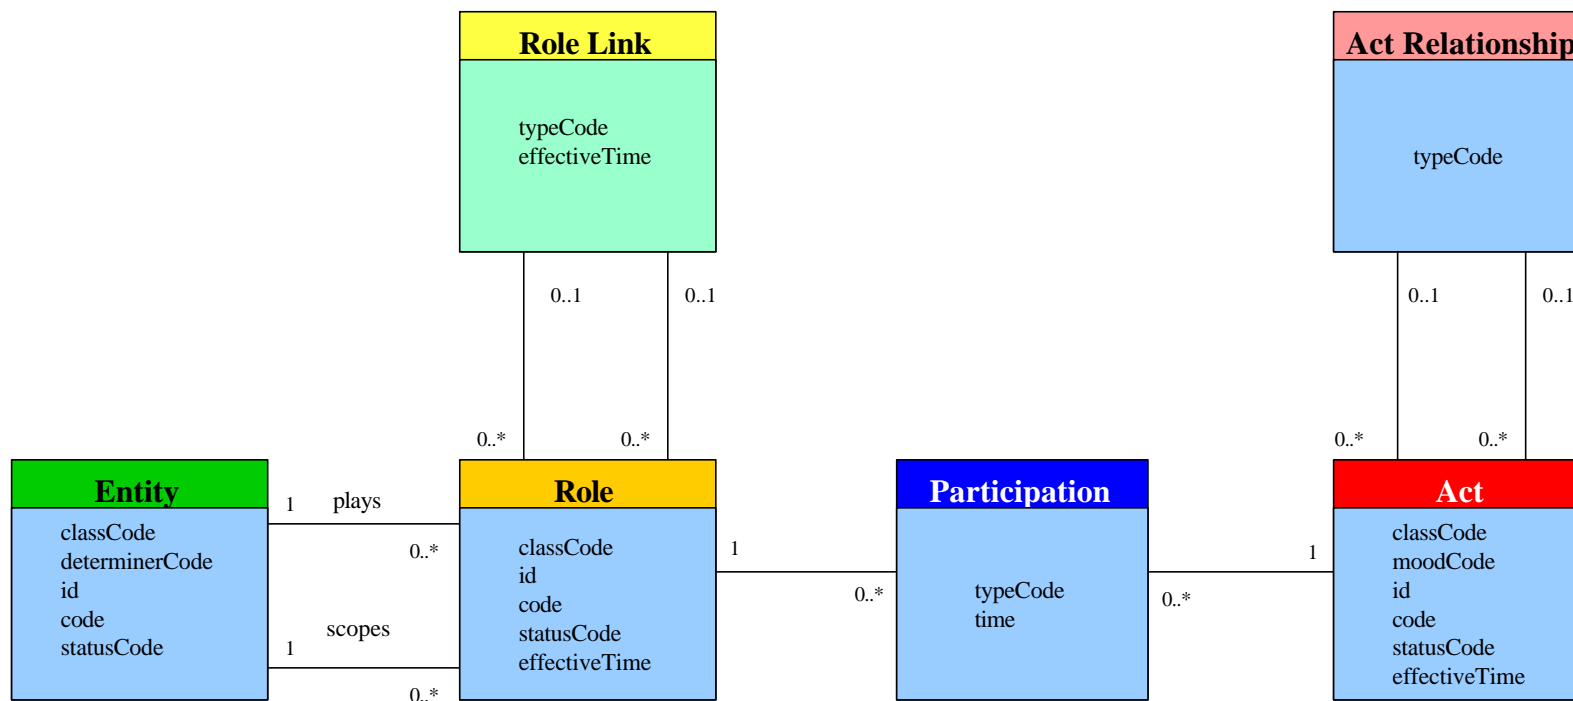 Role Link
typeCode
effectiveTime
Act Relationship
typeCode
0..1
0..1
0..1
0..1
0..*
0..*
0..*
0..*
Entity
classCode
determinerCode
id
code
statusCode
1
plays
0..*
scopes
1
0..*
Role
classCode
id
code
statusCode
effectiveTime
1
0..*
Participation
typeCode
time
1
0..*
Act
classCode
moodCode
id
code
statusCode
effectiveTime